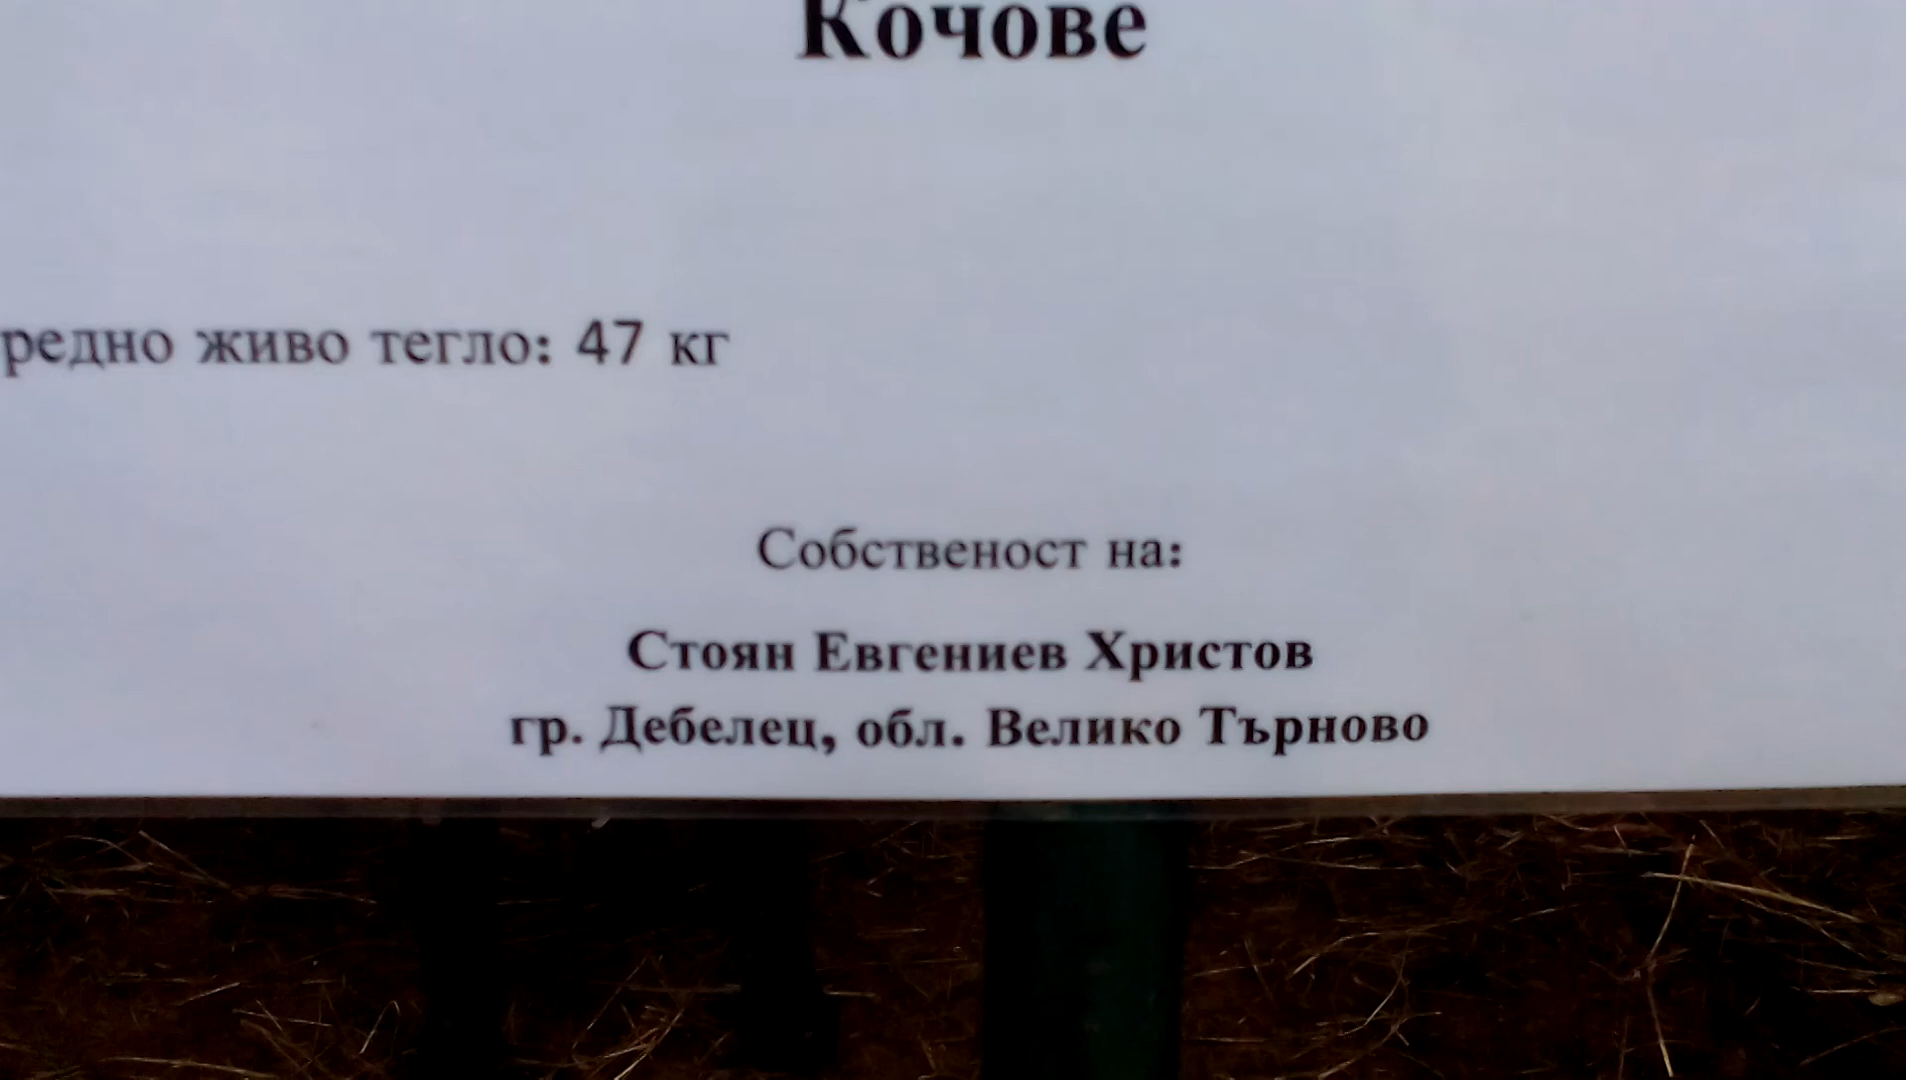 Кочове
редно живо тегло: 47 кг
Собственост на:
Стоян Евгениев Христов
гр. Дебелец, обл. Велико Търново